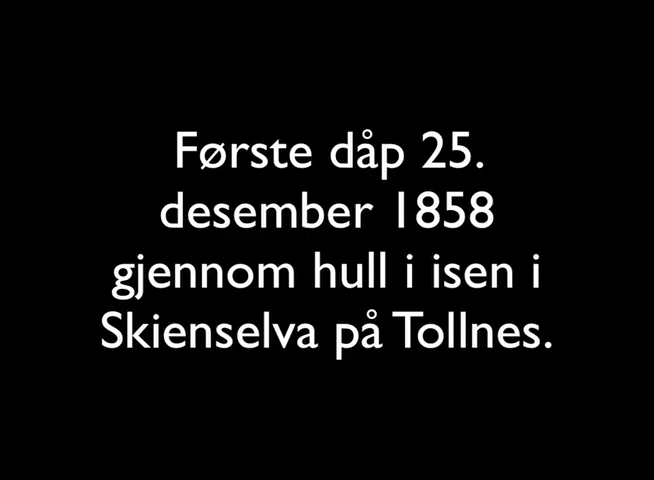 Første dåp 25.
desember 1858
gjennom hull i isen i
Skienselva på Tollnes.